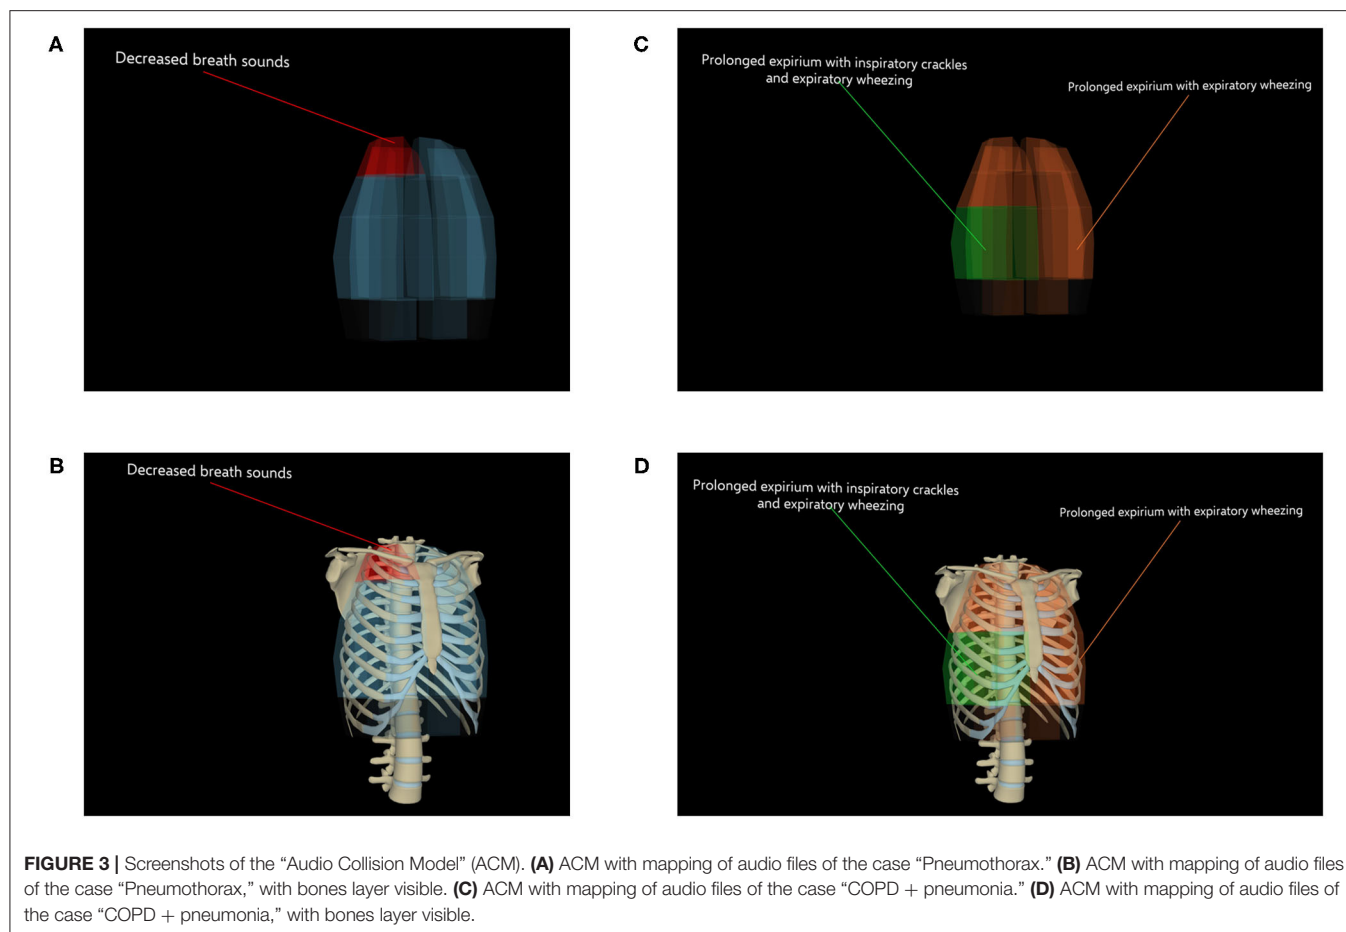 A
Decreased breath sounds
C
Prolonged expirium with inspiratory crackles
and expiratory wheezing
Prolonged expirium with expiratory wheezing
B
Decreased breath sounds
D
Prolonged expirium with inspiratory crackles
and expiratory wheezing
Prolonged expirium with expiratory wheezing
FIGURE 3 | Screenshots of the “Audio Collision Model” (ACM). (A) ACM with mapping of audio files of the case “Pneumothorax.” (B) ACM with mapping of audio files
of the case “Pneumothorax,” with bones layer visible. (C) ACM with mapping of audio files of the case “COPD + pneumonia.” (D) ACM with mapping of audio files of
the case “COPD + pneumonia,” with bones layer visible.